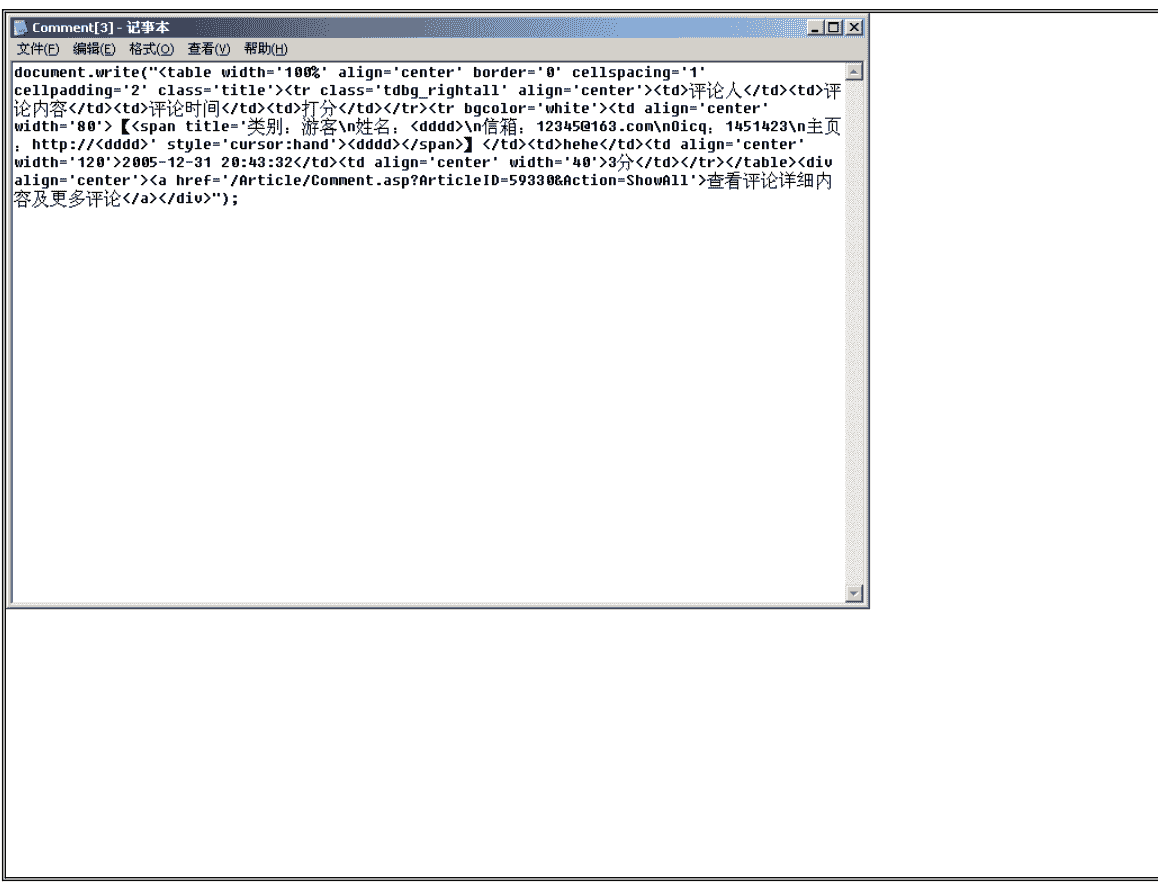 Comment[3] - 记事本
文件(F) 编辑(E) 格式(O) 查看(V) 帮助(H)
document.write("<table width='100%' align='center' border='0' cellspacing='1'
cellpadding='2' class='title'><tr class='tdbg_rightall' align='center'><td>评论人</td><td>评
论内容</td><td>评论时间</td><td>打分</td></tr><tr bgcolor='white'><td align='center'
width='80'>【<span title='类别：游客\n姓名：<dddd>\n信箱：12345@163.com\nOicq：1451423\n主页
：http://<dddd>' style='cursor:hand'><dddd></span>】</td><td>hehe</td><td align='center'
width='120'>2005-12-31 20:43:32</td><td align='center' width='40'>3分</td></tr></table><div
align='center'><a href='/Article/Comment.asp?ArticleID=59330&Action=ShowAll'>查看评论详细内
容及更多评论</a></div>");